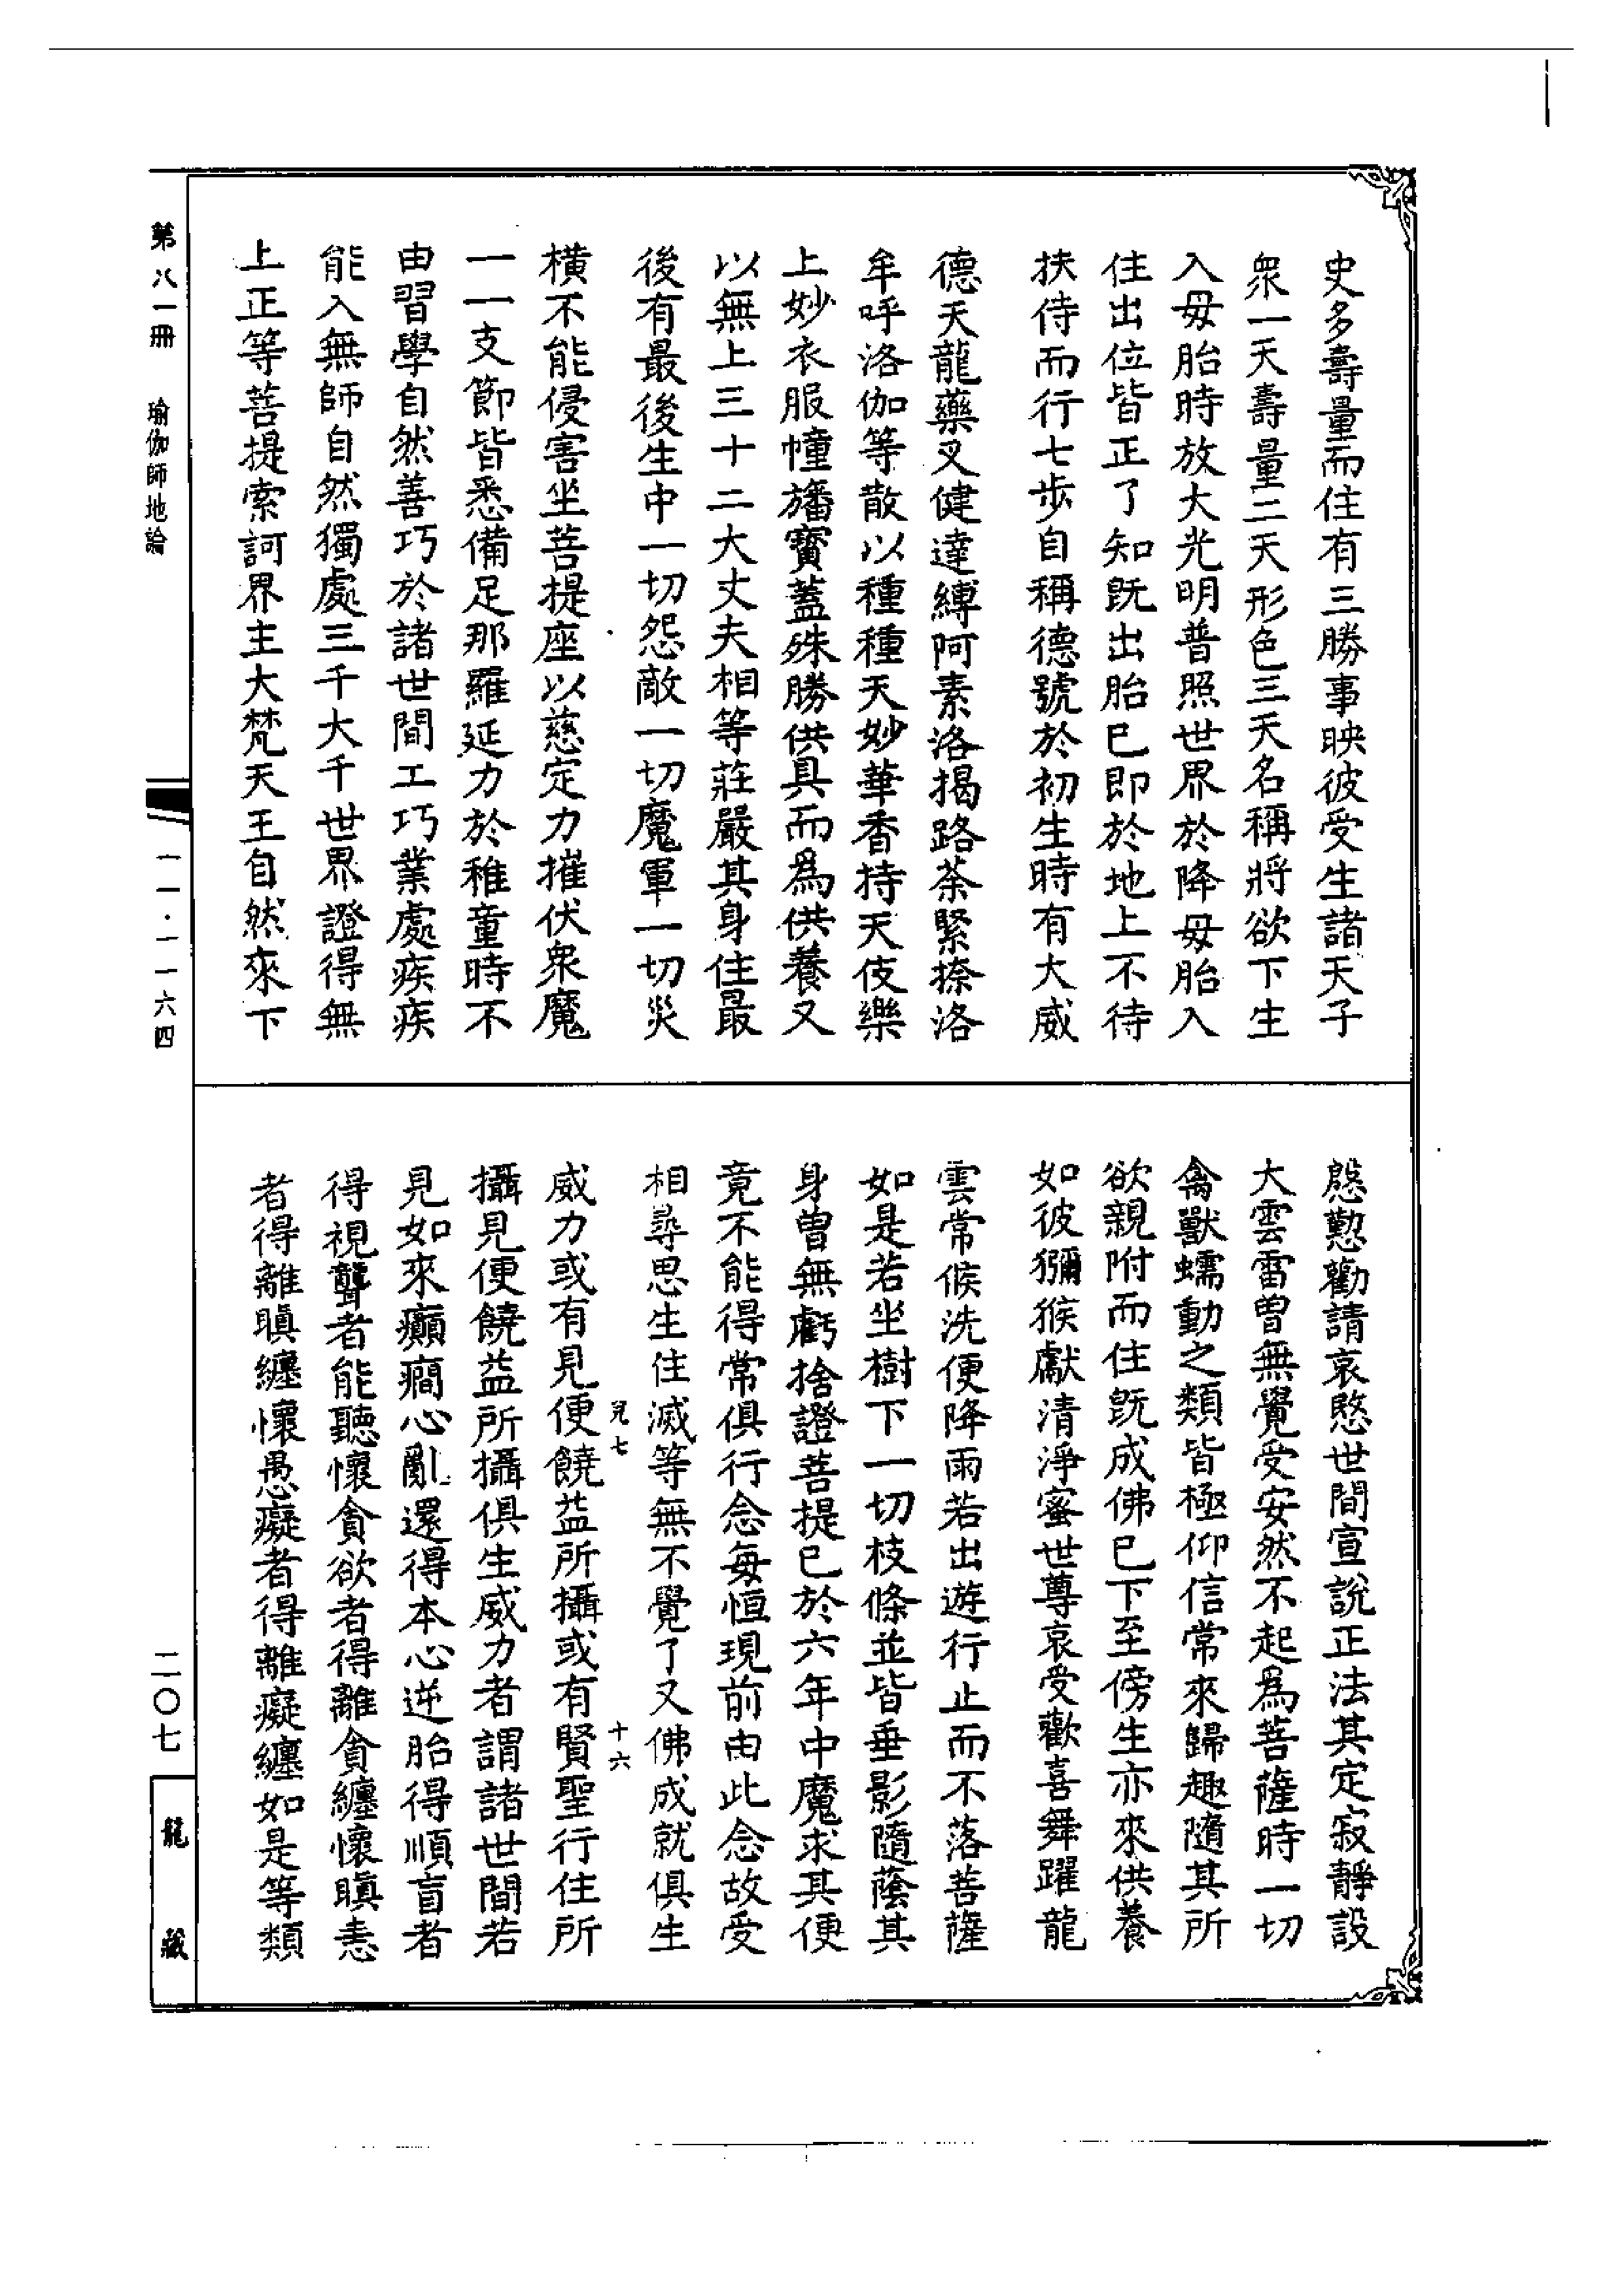 史多壽量而住有三勝事映彼受生諸天子
衆一天壽量二天形色三天名稱將欲下生
入毋胎時放大光明普照世界於降毋胎入
住出位皆正了知既出胎已即於地上不待
扶侍而行七步自稱德號於初生時有大威
德天龍藥叉健達縛阿素洛揭路荼緊捺洛
牟呼洛伽等散以種種天妙華香持天伎樂
上妙衣服幢旛寶蓋殊勝供具而爲供養又
以無上三十二大丈夫相等莊嚴其身住最
後有最後生中一切怨敵一切魔軍一切災
橫不能侵害坐菩提座以慈定力摧伏衆魔
一一支節皆悉備足那羅延力於稚童時不
由習學自然善巧於諸世間工巧業處疾疾
能入無師自然獨處三千大千世界證得無
上正等菩提索訶界主大梵天王自然來下
慇懃勸請哀愍世間宣說正法其定寂靜設
大雲雷曾無覺受安然不起爲菩薩時一切
禽獸蠕動之類皆極仰信常來歸趣隨其所
欲親附而住既成佛已下至傍生亦來供養
如彼獼猴獻清淨蜜世尊哀受歡喜舞躍龍
雲常候洗便降雨若出遊行止而不落菩薩
如是若坐樹下一切枝條並皆垂影隨蔭其
身曾無虧捨證菩提已於六年中魔求其便
竟不能得常俱行念每恒現前由此念故受
相尋思生住滅等無不覺了又佛成就俱生
皃七 十六
威力或有見便饒益所攝或有賢聖行住所
攝見便饒益所攝俱生威力者謂諸世間若
見如來癲癎心亂還得本心逆胎得順盲者
得視聾者能聽懷貪欲者得離貪纏懷瞋恚
者得離瞋纏懷愚癡者得離癡纏如是等類
第八一冊 瑜伽師地論
一一·一一六四
二〇七
龍藏